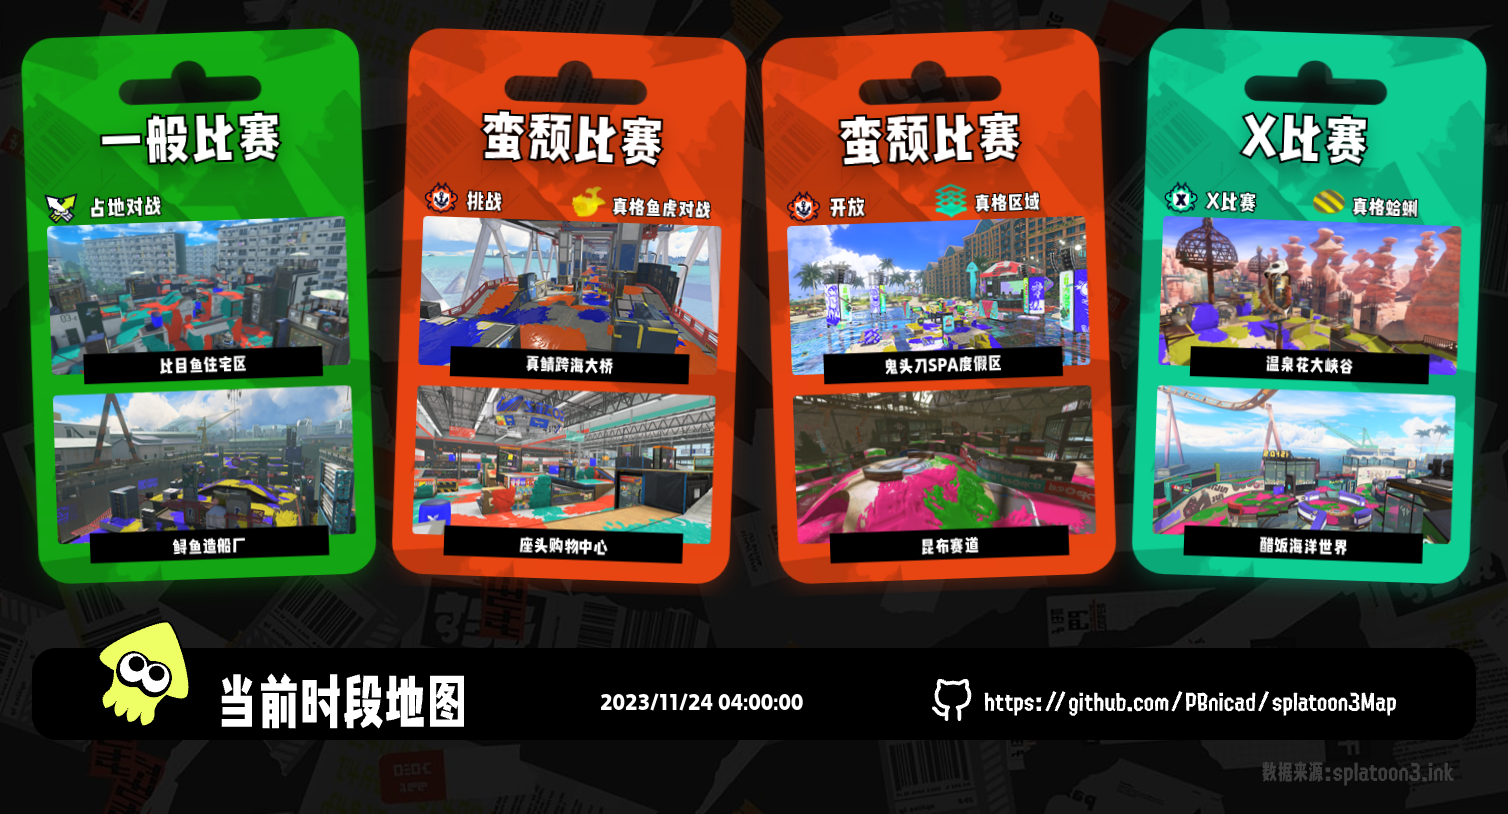 一般比赛
占地对战
比目鱼住宅区
鲟鱼造船厂
蛮颓比赛
挑战
真格鱼虎对战
真鲭跨海大桥
座头购物中心
蛮颓比赛
开放
真格区域
鬼头刀SPA度假区
昆布赛道
X比赛
X比赛
真格蛤蜊
温泉花大峡谷
醋饭海洋世界
当前时段地图
2023/11/24 04:00:00
https://github.com/PBnicad/splatoon3Map
数据来源:splatoon3.ink